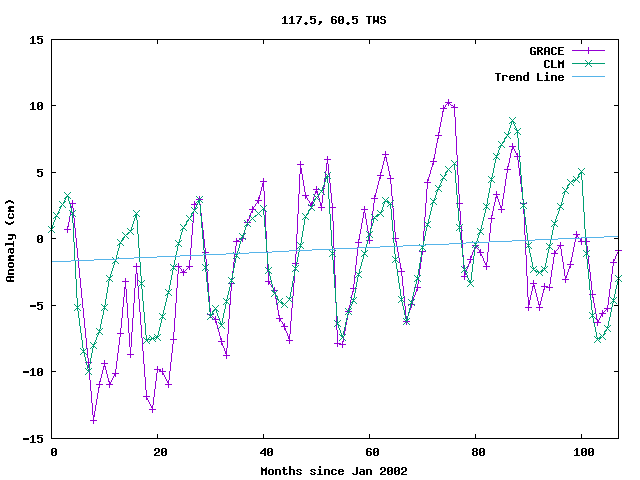 117.5, 60.5 TWS
GRACE
CLM
Trend Line
15
10
5
0
-5
-10
-15
Anomaly (cm)
0 20 40 60 80 100
Months since Jan 2002